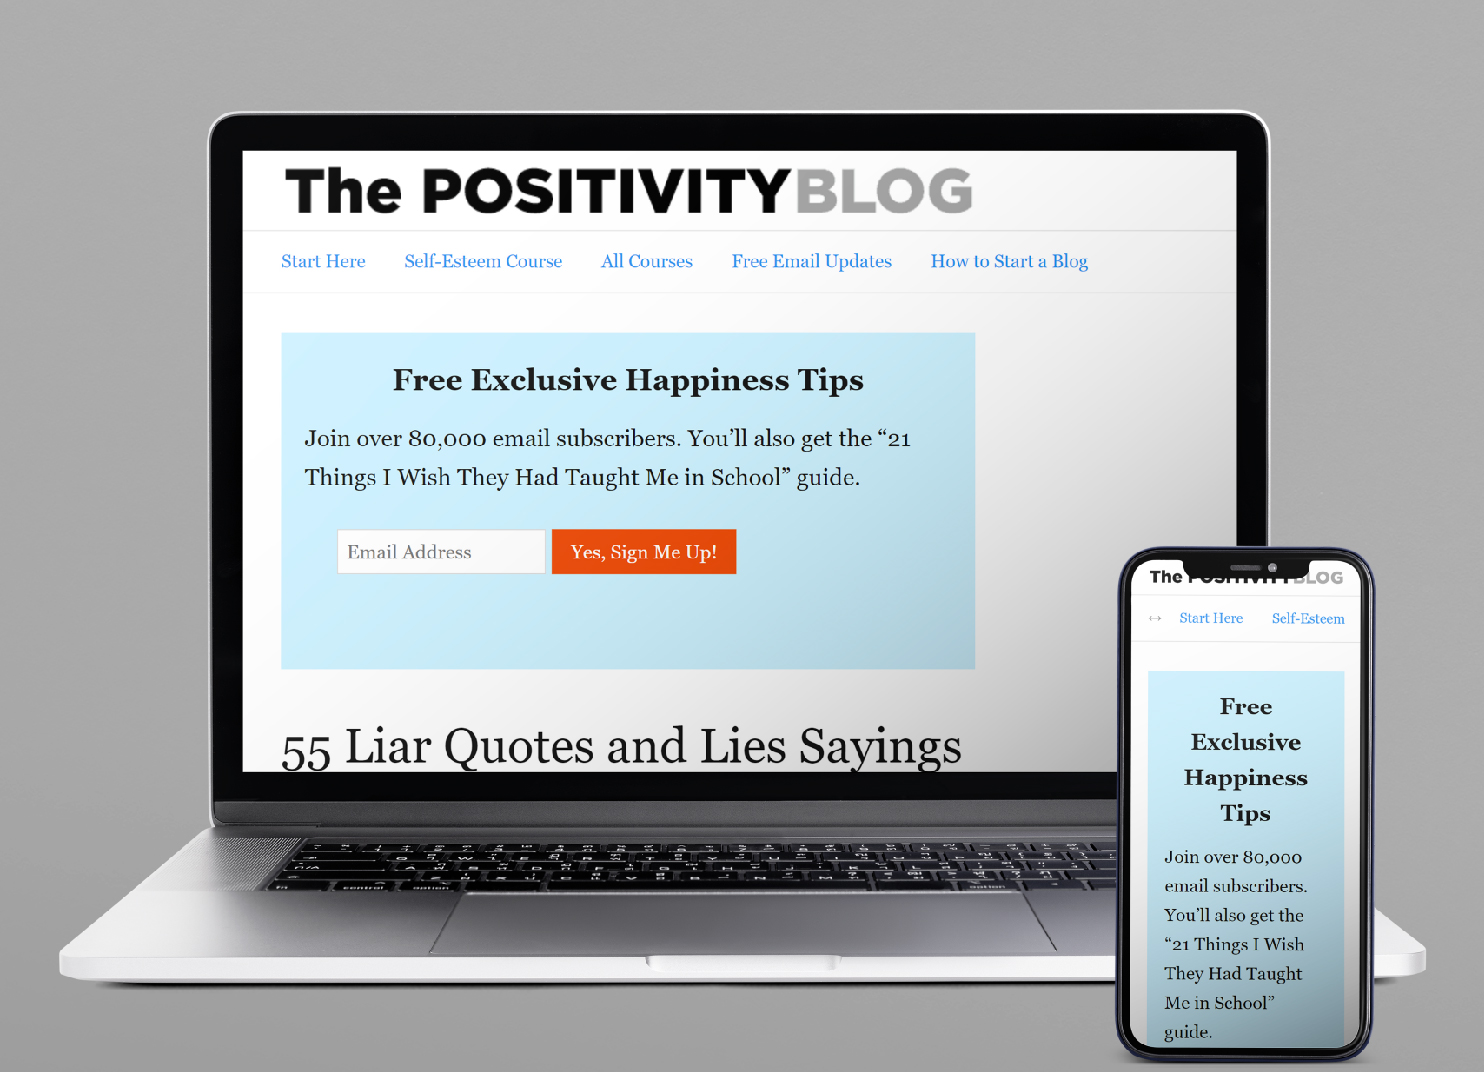 The POSITIVITYBLOG
Start Here Self-Esteem Course All Courses Free Email Updates How to Start a Blog
Free Exclusive Happiness Tips
Join over 80,000 email subscribers. You’ll also get the “21
Things I Wish They Had Taught Me in School” guide.
Email Address Yes, Sign Me Up!
55 Liar Quotes and Lies Sayings
control option
option
The POSITIVITYBLOG
↔ Start Here Self-Esteem
Free
Exclusive
Happiness
Tips
Join over 80,000
email subscribers.
You’ll also get the
“21 Things I Wish
They Had Taught
Me in School”
guide.